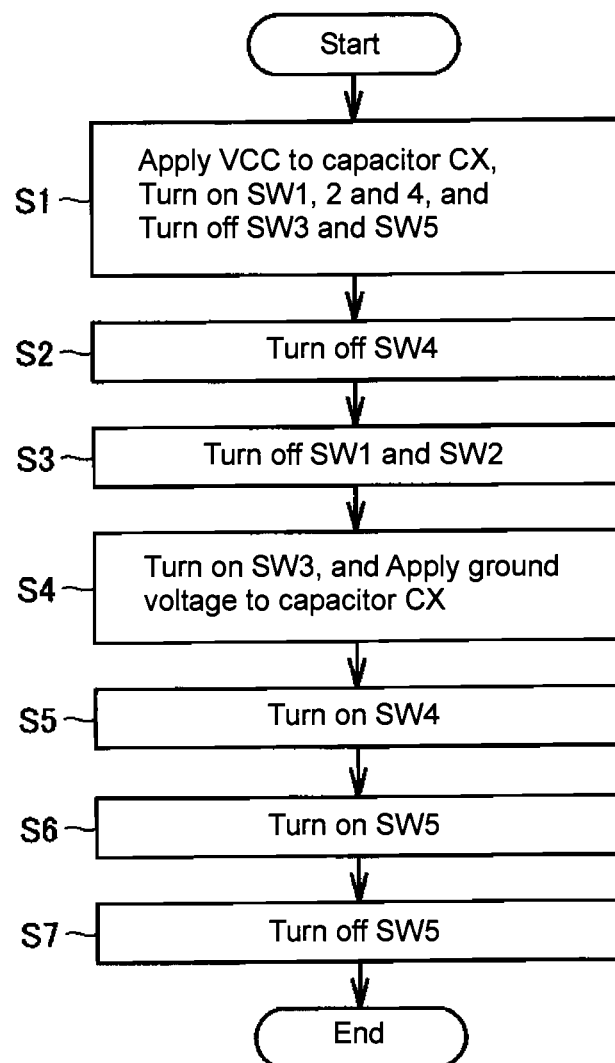 Start
S1
Apply VCC to capacitor CX,
Turn on SW1, 2 and 4, and
Turn off SW3 and SW5
S2
Turn off SW4
S3
Turn off SW1 and SW2
S4
Turn on SW3, and Apply ground
voltage to capacitor CX
S5
Turn on SW4
S6
Turn on SW5
S7
Turn off SW5
End